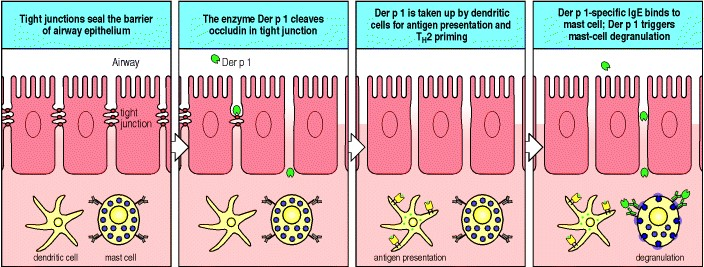 Tight junctions seal the barrier
of airway epithelium
The enzyme Der p 1 cleaves
occludin in tight junction
Der p 1 is taken up by dendritic
cells for antigen presentation and
TH2 priming
Der p 1-specific IgE binds to
mast cell; Der p 1 triggers
mast-cell degranulation
Airway
tight
junction
dendritic cell
mast cell
Der p 1
antigen presentation
degranulation